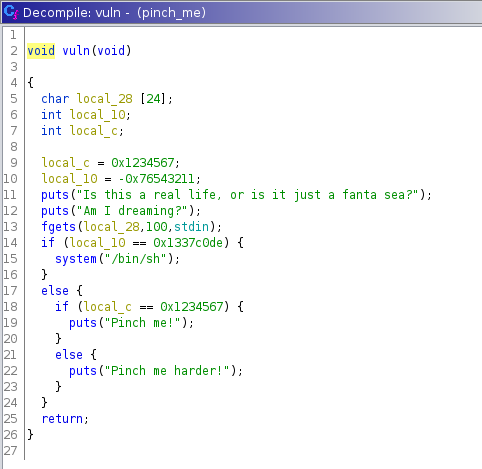 Decompile: vuln - (pinch_me)
1
2 void vuln(void)
3
4 {
5 char local_28 [24];
6 int local_10;
7 int local_c;
8
9 local_c = 0x1234567;
10 local_10 = -0x76543211;
11 puts("Is this a real life, or is it just a fanta sea?");
12 puts("Am I dreaming?");
13 fgets(local_28,100,stdin);
14 if (local_10 == 0x1337c0de) {
15 system("/bin/sh");
16 }
17 else {
18 if (local_c == 0x1234567) {
19 puts("Pinch me!");
20 }
21 else {
22 puts("Pinch me harder!");
23 }
24 }
25 return;
26 }
27